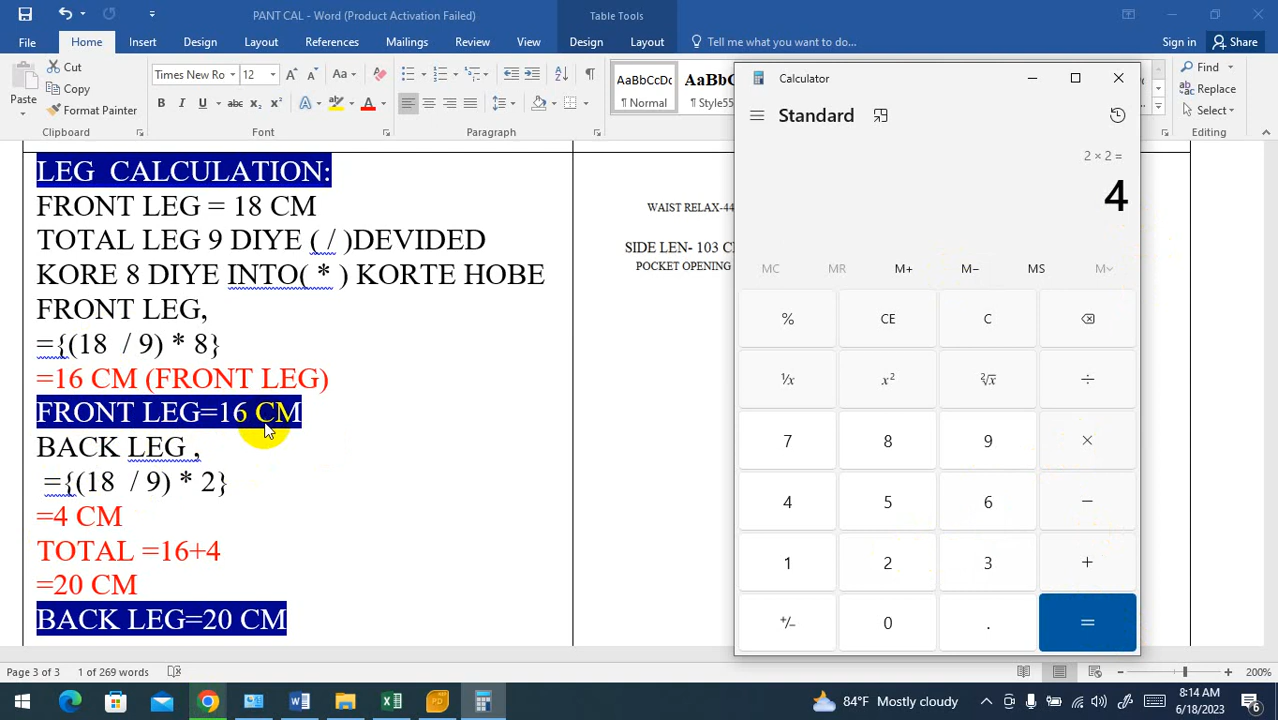 PANT CAL - Word (Product Activation Failed)
Table Tools
File
Home
Insert
Design
Layout
References
Mailings
Review
View
Design
Layout
Tell me what you want to do...
Sign in
Share
Paste
Cut
Copy
Format Painter
Clipboard
Times New Ro
12
Aa
B I U abc x₂ x²
Font
Paragraph
AaBbCcDc
¶ Normal
AaBbC
¶ Style55
Find
Replace
Select
Editing
LEG CALCULATION:
FRONT LEG = 18 CM
TOTAL LEG 9 DIYE ( / )DEVIDED
KORE 8 DIYE INTO( * ) KORTE HOBE
FRONT LEG,
={(18 / 9) * 8}
=16 CM (FRONT LEG)
FRONT LEG=16 CM
BACK LEG ,
={(18 / 9) * 2}
=4 CM
TOTAL =16+4
=20 CM
BACK LEG=20 CM
WAIST RELAX-44
SIDE LEN- 103 C
POCKET OPENING
Calculator
Standard
2 × 2 =
4
MC MR M+ M− MS M˅
% CE C
¹/x x² ²√x ÷
7 8 9 ×
4 5 6 −
1 2 3 +
+/− 0 . =
Page 3 of 3
1 of 269 words
200%
84°F Mostly cloudy
8:14 AM
6/18/2023
6